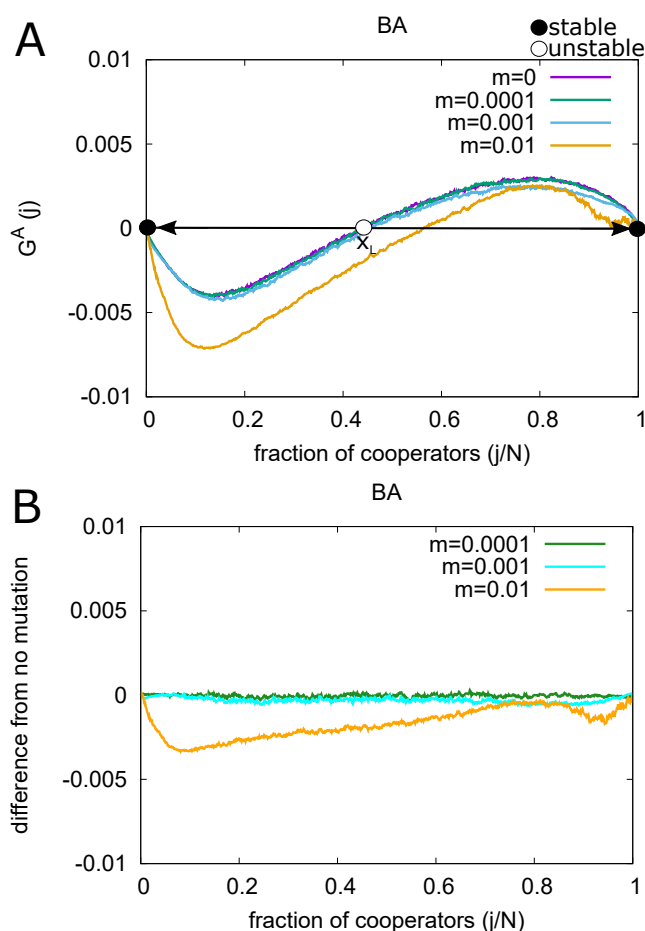 A
BA
stable
unstable
0.01
0.005
0
-0.005
-0.01
G^A (j)
m=0
m=0.0001
m=0.001
m=0.01
x_L
0 0.2 0.4 0.6 0.8 1
fraction of cooperators (j/N)
B
BA
0.01
0.005
0
-0.005
-0.01
difference from no mutation
m=0.0001
m=0.001
m=0.01
0 0.2 0.4 0.6 0.8 1
fraction of cooperators (j/N)